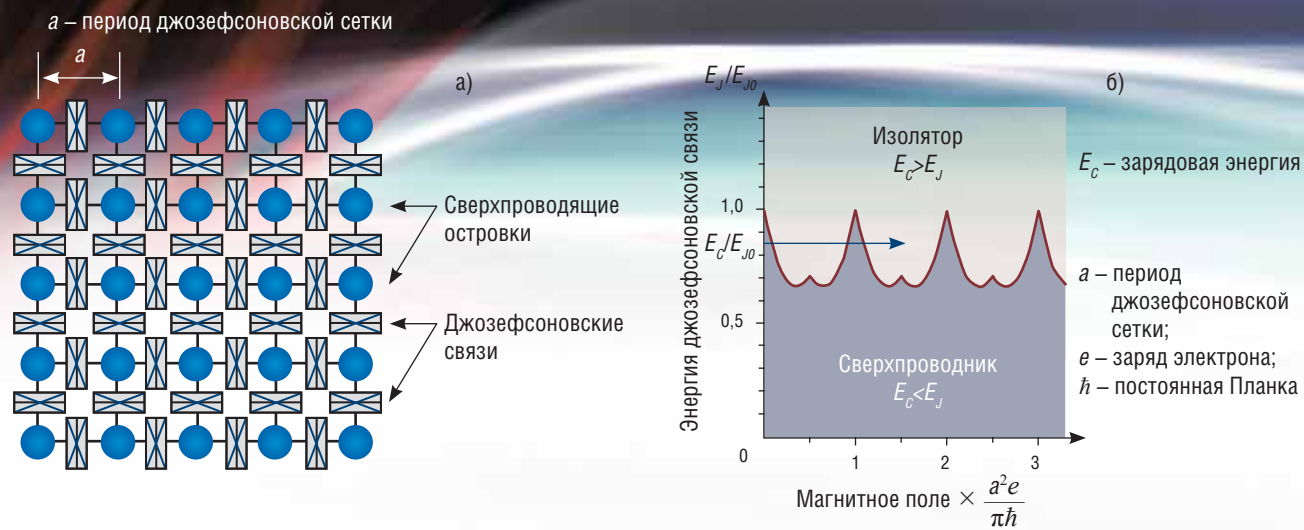 a – период джозефсоновской сетки
a
а)
Сверхпроводящие
островки
Джозефсоновские
связи
б)
E_J/E_J0
Энергия джозефсоновской связи
Изолятор
E_C>E_J
1,0
E_C/E_J0
0,5
Сверхпроводник
E_C<E_J
0
1
2
3
Магнитное поле × a²e/πħ
E_C – зарядовая энергия
a – период
джозефсоновской
сетки;
e – заряд электрона;
ħ – постоянная Планка